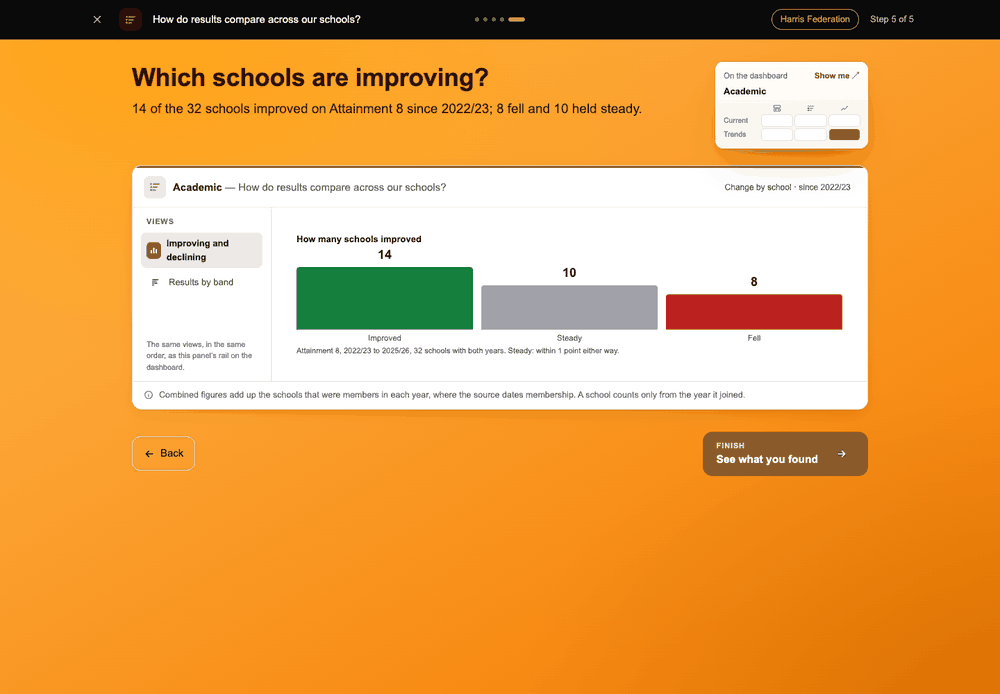 How do results compare across our schools?
Harris Federation
Step 5 of 5
Which schools are improving?
14 of the 32 schools improved on Attainment 8 since 2022/23; 8 fell and 10 held steady.
On the dashboard
Show me
Academic
Current
Trends
Academic — How do results compare across our schools?
Change by school · since 2022/23
VIEWS
Improving and
declining
Results by band
The same views, in the same
order, as this panel's rail on the
dashboard.
How many schools improved
14
10
8
Improved
Steady
Fell
Attainment 8, 2022/23 to 2025/26, 32 schools with both years. Steady: within 1 point either way.
Combined figures add up the schools that were members in each year, where the source dates membership. A school counts only from the year it joined.
Back
FINISH
See what you found